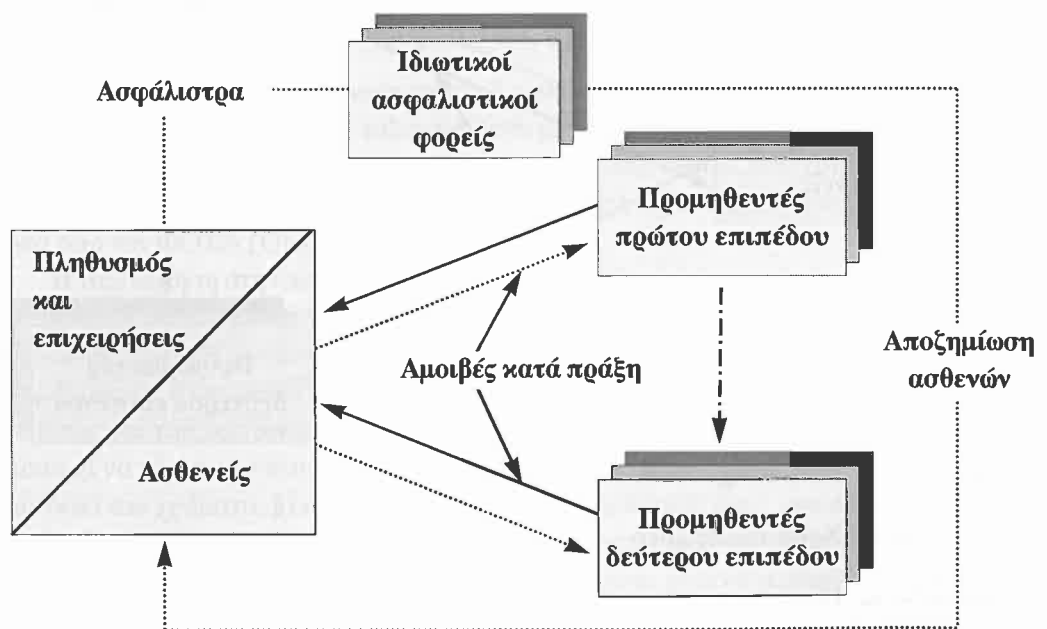 Ιδιωτικοί
ασφαλιστικοί
φορείς
Ασφάλιστρα
Προμηθευτές
πρώτου επιπέδου
Πληθυσμός
και
επιχειρήσεις
Αμοιβές κατά πράξη
Αποζημίωση
ασθενών
Ασθενείς
Προμηθευτές
δεύτερου επιπέδου